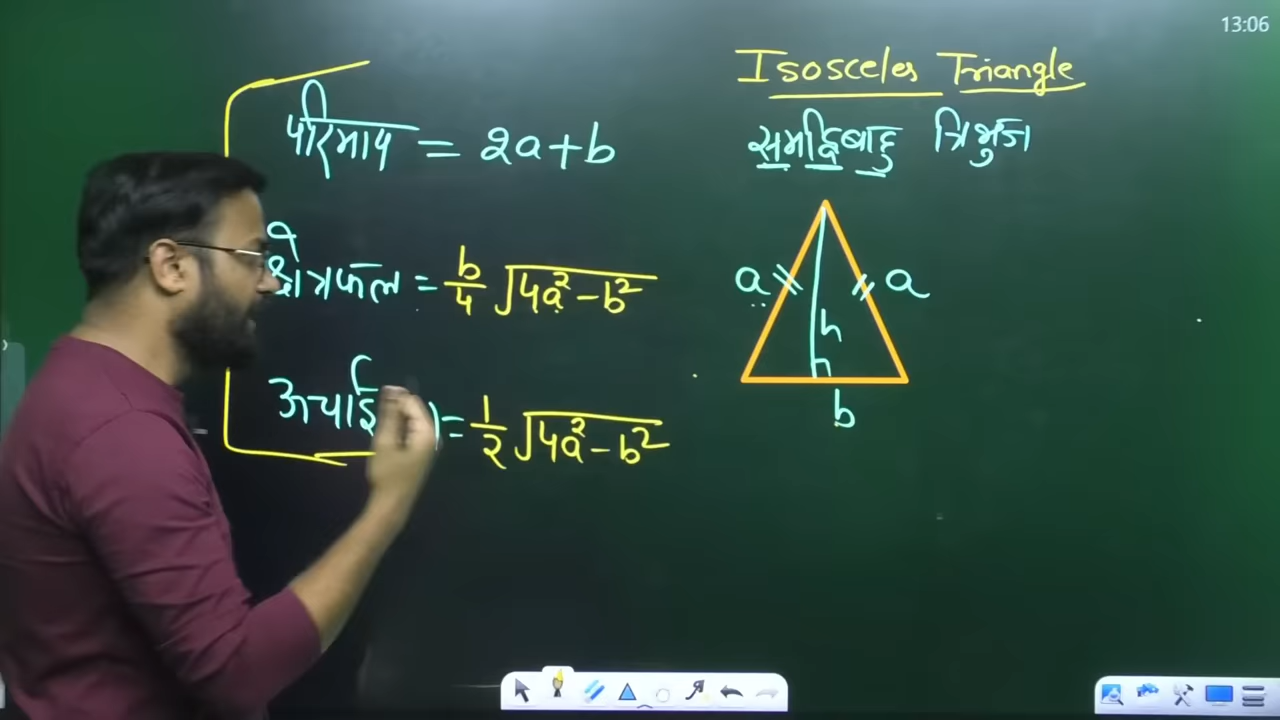 13:06
Isosceles Triangle
समद्विबाहु त्रिभुज
परिमाप = 2a+b
क्षेत्रफल = b/4 √4a²-b²
= 1/2 √4a²-b²
a
a
h
b